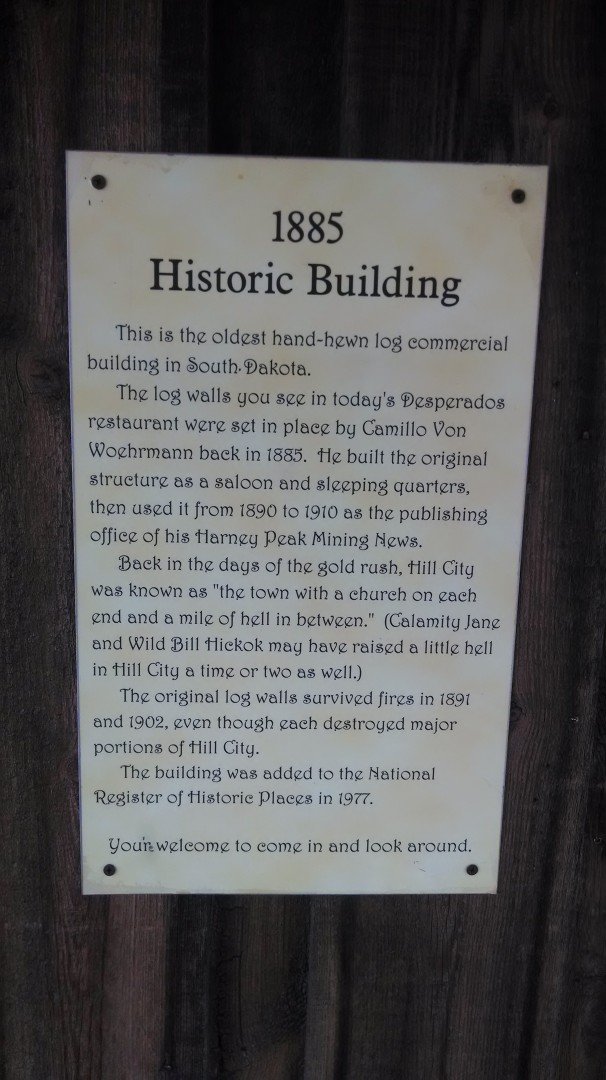 1885
Historic Building
This is the oldest hand-hewn log commercial
building in South Dakota.
The log walls you see in today's Desperados
restaurant were set in place by Camillo Von
Woehrmann back in 1885. He built the original
structure as a saloon and sleeping quarters,
then used it from 1890 to 1910 as the publishing
office of his Harney Peak Mining News.
Back in the days of the gold rush, Hill City
was known as "the town with a church on each
end and a mile of hell in between." (Calamity Jane
and Wild Bill Hickok may have raised a little hell
in Hill City a time or two as well.)
The original log walls survived fires in 1891
and 1902, even though each destroyed major
portions of Hill City.
The building was added to the National
Register of Historic Places in 1977.
You're welcome to come in and look around.